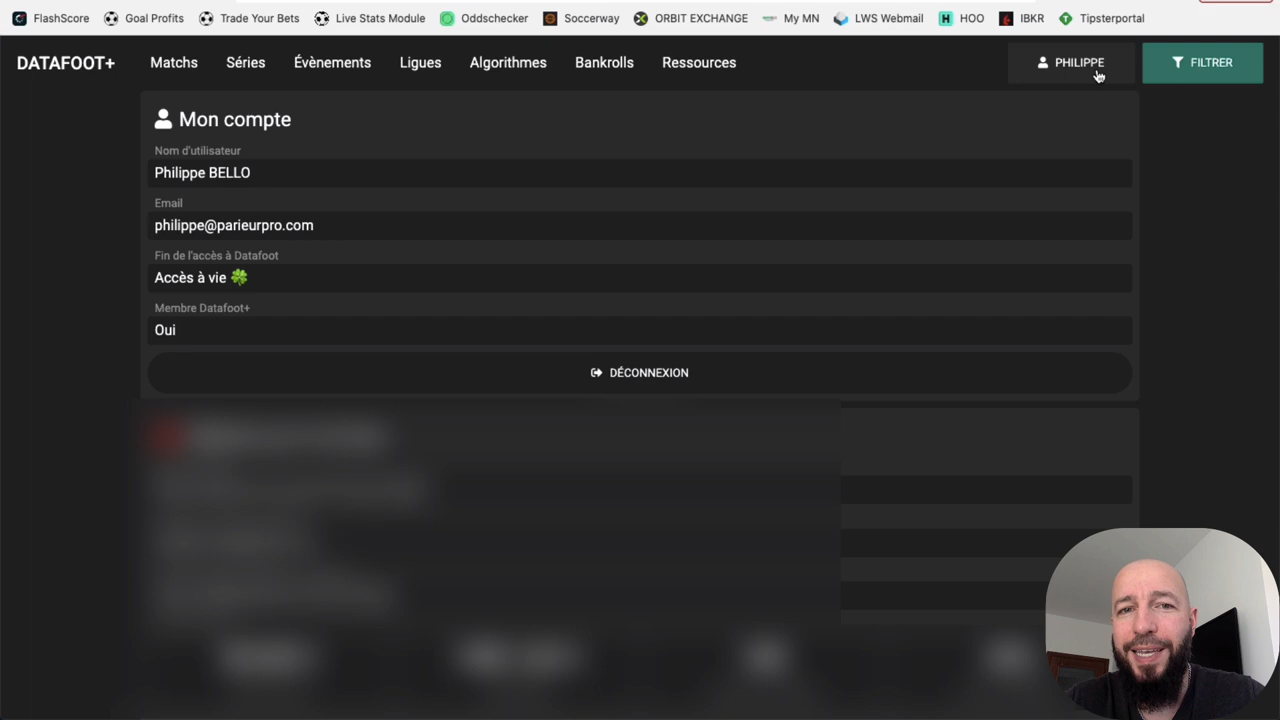 FlashScore Goal Profits Trade Your Bets Live Stats Module Oddschecker Soccerway ORBIT EXCHANGE My MN LWS Webmail HOO IBKR Tipsterportal
DATAFOOT+ Matchs Séries Évènements Ligues Algorithmes Bankrolls Ressources PHILIPPE FILTRER
Mon compte
Nom d'utilisateur
Philippe BELLO
Email
philippe@parieurpro.com
Fin de l'accès à Datafoot
Accès à vie 🍀
Membre Datafoot+
Oui
DÉCONNEXION